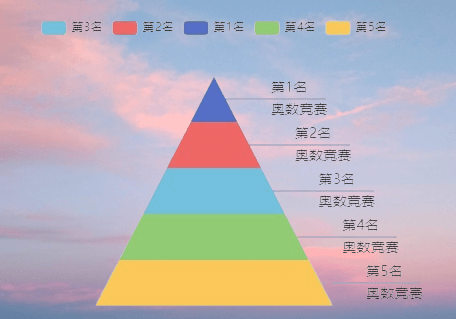 第3名 第2名 第1名 第4名 第5名
第1名
奥数竞赛
第2名
奥数竞赛
第3名
奥数竞赛
第4名
奥数竞赛
第5名
奥数竞赛